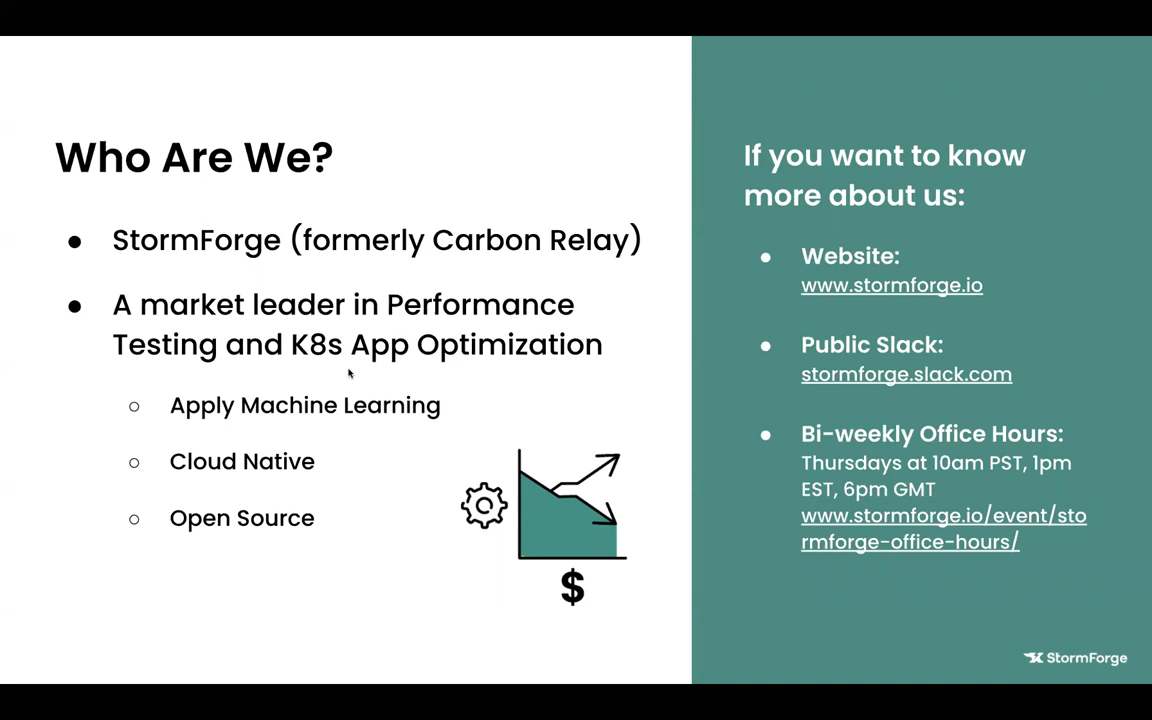 Who Are We?
● StormForge (formerly Carbon Relay)
● A market leader in Performance
Testing and K8s App Optimization
○ Apply Machine Learning
○ Cloud Native
○ Open Source
$
If you want to know
more about us:
● Website:
www.stormforge.io
● Public Slack:
stormforge.slack.com
● Bi-weekly Office Hours:
Thursdays at 10am PST, 1pm
EST, 6pm GMT
www.stormforge.io/event/sto
rmforge-office-hours/
StormForge